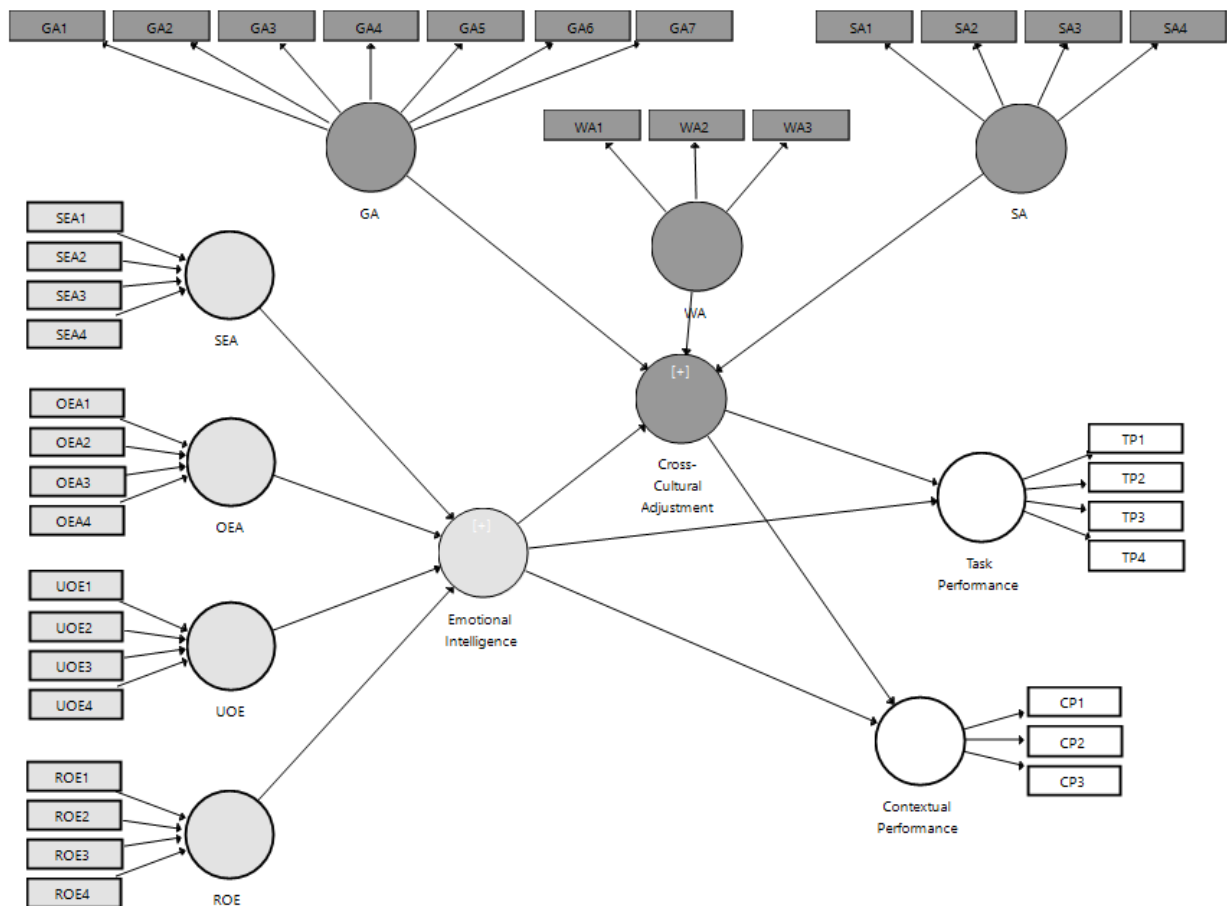 GA1
GA2
GA3
GA4
GA5
GA6
GA7
SA1
SA2
SA3
SA4
WA1
WA2
WA3
GA
SA
WA
SEA1
SEA2
SEA3
SEA4
SEA
[+]
Cross-
Cultural
Adjustment
OEA1
OEA2
OEA3
OEA4
OEA
TP1
TP2
TP3
TP4
Task
Performance
[+]
Emotional
Intelligence
UOE1
UOE2
UOE3
UOE4
UOE
CP1
CP2
CP3
Contextual
Performance
ROE1
ROE2
ROE3
ROE4
ROE